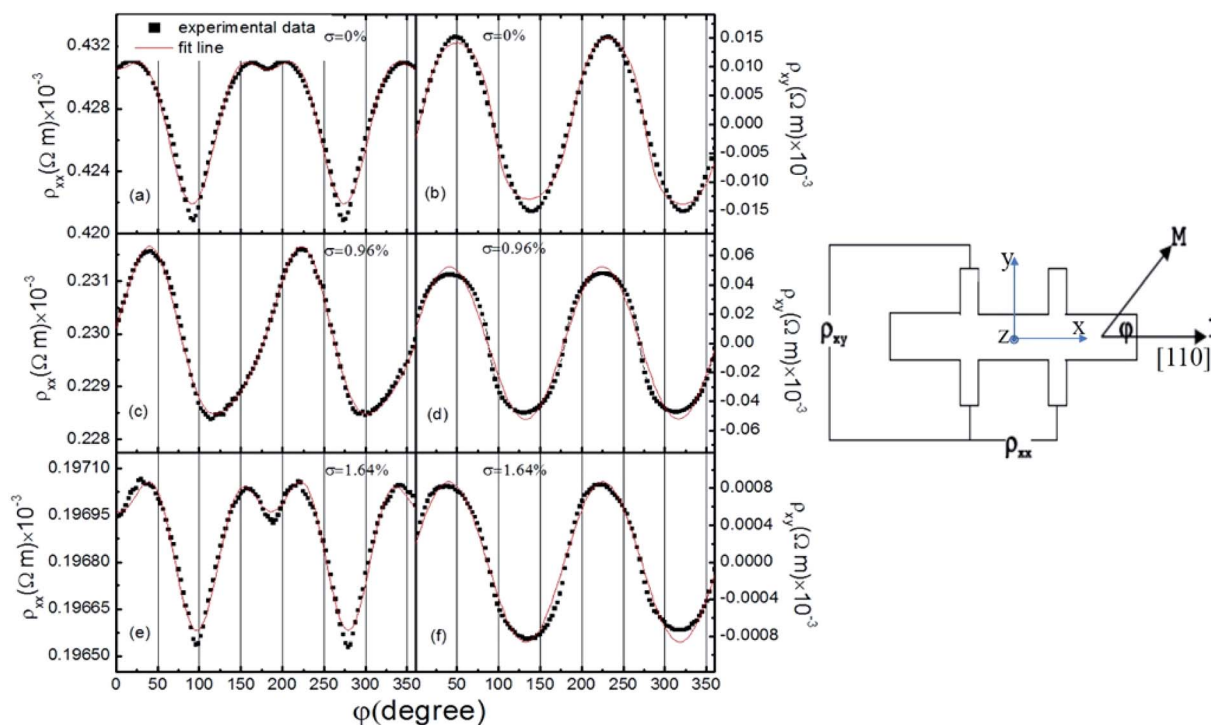 experimental data
fit line
σ=0%
σ=0%
0.432
0.428
0.424
0.420
ρxx(Ω m)×10⁻³
(a)
(b)
0.015
0.010
0.005
0.000
-0.005
-0.010
-0.015
ρxy(Ω m)×10⁻³
σ=0.96%
σ=0.96%
0.231
0.230
0.229
0.228
ρxx(Ω m)×10⁻³
(c)
(d)
0.06
0.04
0.02
0.00
-0.02
-0.04
-0.06
ρxy(Ω m)×10⁻³
σ=1.64%
σ=1.64%
0.19710
0.19695
0.19680
0.19665
0.19650
ρxx(Ω m)×10⁻³
(e)
(f)
0.0008
0.0004
0.0000
-0.0004
-0.0008
ρxy(Ω m)×10⁻³
0 50 100 150 200 250 300 350 50 100 150 200 250 300 350
φ(degree)
M
y
ρxy
z x φ
[110]
ρxx